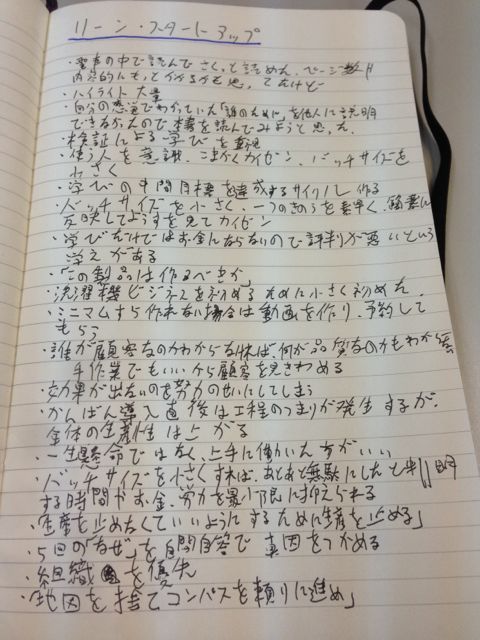 リーン・スタートアップ
・電車の中で読んで さくっと読めた。ページ数
内容的にもっとかかるかと思ってたけど
・ハイライト 大量
・自分の感覚でわかっていた「誰のために」を他人に説明
できなかったので本書を読んでみようと思った
・検証による学びを重視
・使う人を意識、こまかくカイゼン、バッチサイズを
小さく
・学びの中間目標を達成するサイクル作る
・バッチサイズを小さく、一つのきのうを素早く、簡素に
反映してようすを見てカイゼン
・学びだけではお金にならないので評判が悪いという
学えがある
・「この製品は作るべきか」
・洗濯機ビジネスを初めるために小さく初めた
・ミニマムすら作れない場合は動画を作り、予約して
もらう
・誰が顧客なのかわからなければ、何が品質なのかもわからない
手作業でもいいから顧客を見きわめる
・効果が出ないのを努力のせいにしてしまう
・かんばん導入直後は工程のつまりが発生するが、
全体の生産性は上がる
・一生懸命ではなく、上手に働いた方がいい
・バッチサイズを小さくすれば、あとあと無駄にしたと判明
する時間やお金、労力を最小限に抑えられる
・「生産を止めなくていいようにするために生産を止める」
・5回の「なぜ」を自問自答で 真因をつかめる
・組織 を優先
・「地図を捨てコンパスを頼りに進め」